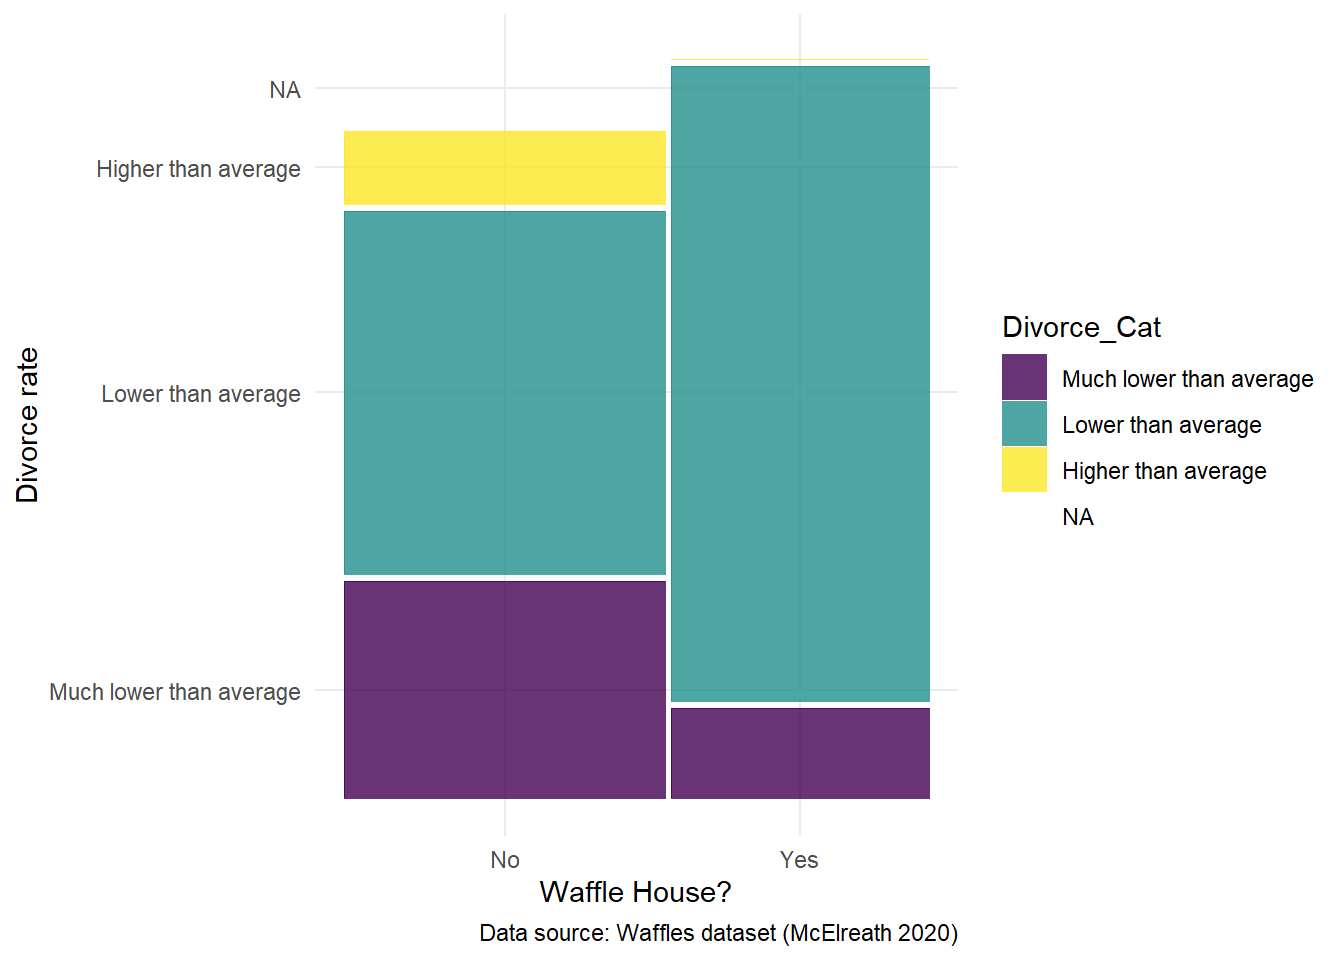 NA
Higher than average
Lower than average
Much lower than average
Divorce rate
No
Yes
Waffle House?
Data source: Waffles dataset (McElreath 2020)
Divorce_Cat
Much lower than average
Lower than average
Higher than average
NA